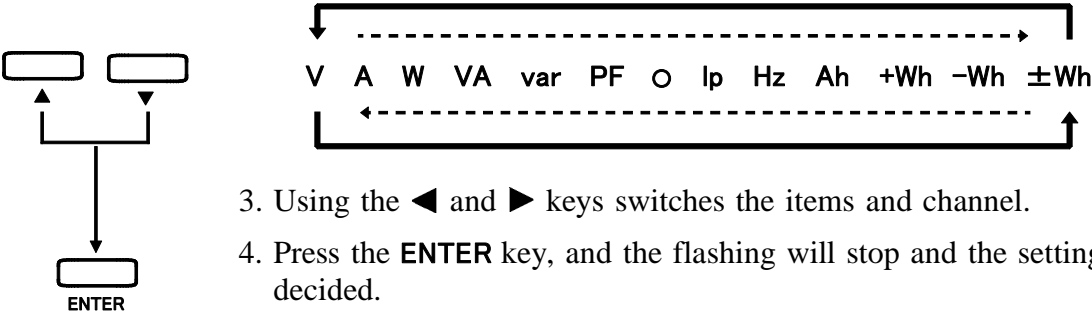 V A W VA var PF ○ Ip Hz Ah +Wh −Wh ±Wh
3. Using the ◀ and ▶ keys switches the items and channel.
4. Press the ENTER key, and the flashing will stop and the setting
decided.
▲ ▼
ENTER